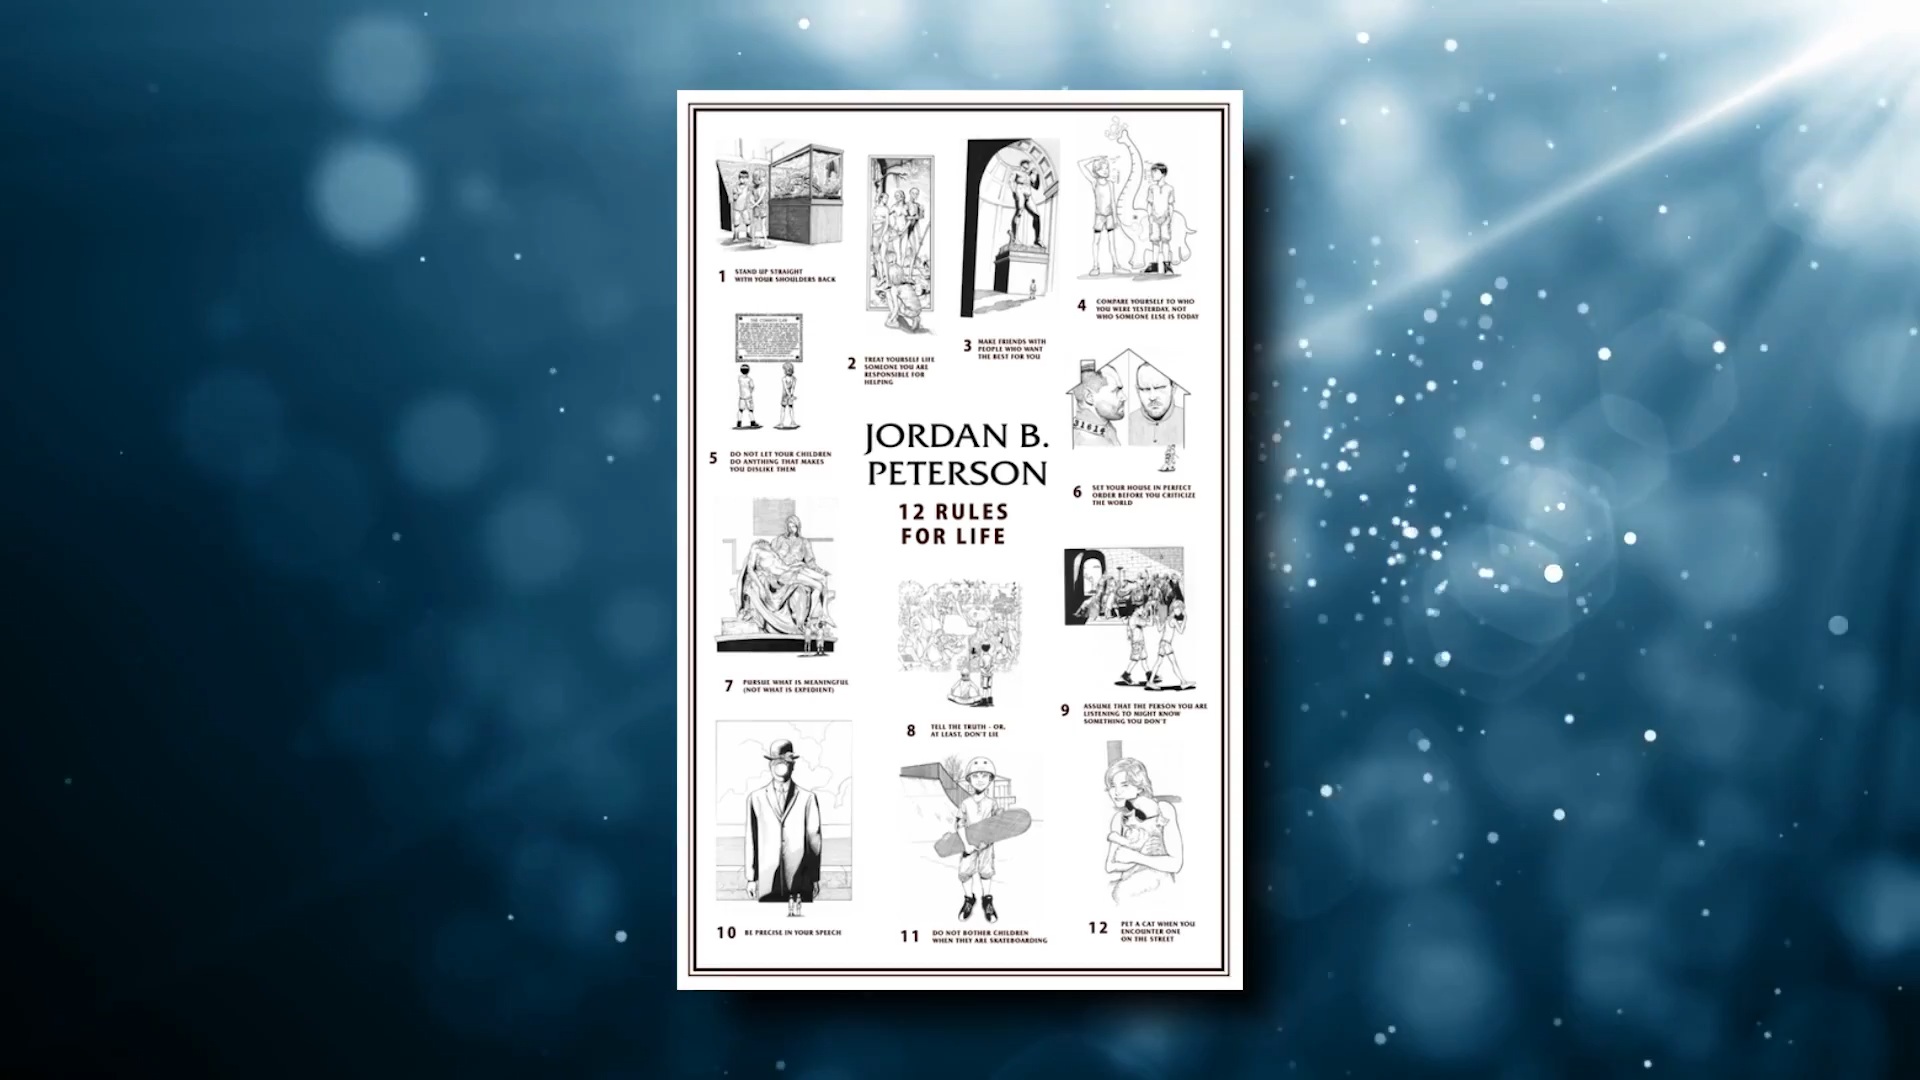 1 STAND UP STRAIGHT
WITH YOUR SHOULDERS BACK
2 TREAT YOURSELF LIFE
SOMEONE YOU ARE
RESPONSIBLE FOR
HELPING
3 MAKE FRIENDS WITH
PEOPLE WHO WANT
THE BEST FOR YOU
4 COMPARE YOURSELF TO WHO
YOU WERE YESTERDAY, NOT
WHO SOMEONE ELSE IS TODAY
THE COMMON LAW
5 DO NOT LET YOUR CHILDREN
DO ANYTHING THAT MAKES
YOU DISLIKE THEM
JORDAN B.
PETERSON
12 RULES
FOR LIFE
31614
6 SET YOUR HOUSE IN PERFECT
ORDER BEFORE YOU CRITICIZE
THE WORLD
7 PURSUE WHAT IS MEANINGFUL
(NOT WHAT IS EXPEDIENT)
8 TELL THE TRUTH - OR,
AT LEAST, DON'T LIE
9 ASSUME THAT THE PERSON YOU ARE
LISTENING TO MIGHT KNOW
SOMETHING YOU DON'T
10 BE PRECISE IN YOUR SPEECH
11 DO NOT BOTHER CHILDREN
WHEN THEY ARE SKATEBOARDING
12 PET A CAT WHEN YOU
ENCOUNTER ONE
ON THE STREET